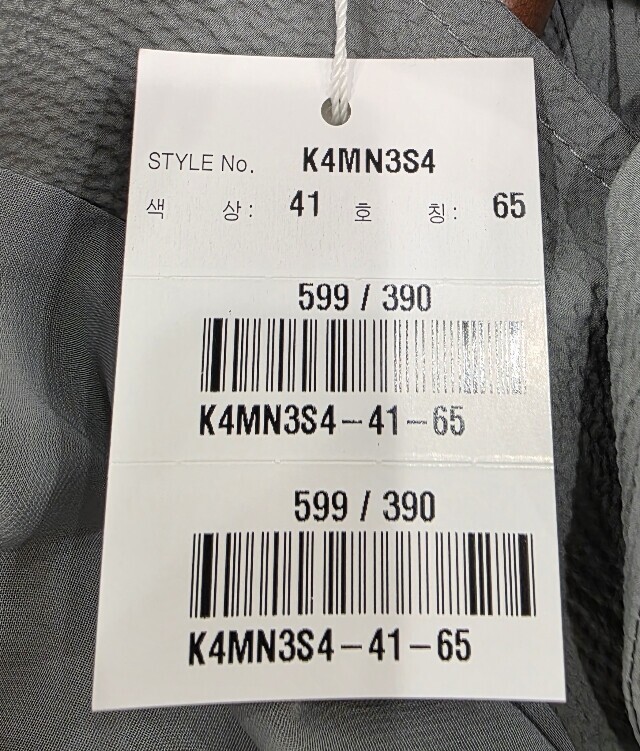 STYLE No. K4MN3S4
색 상 : 41 호 칭 : 65
599 / 390
K4MN3S4-41-65
599 / 390
K4MN3S4-41-65